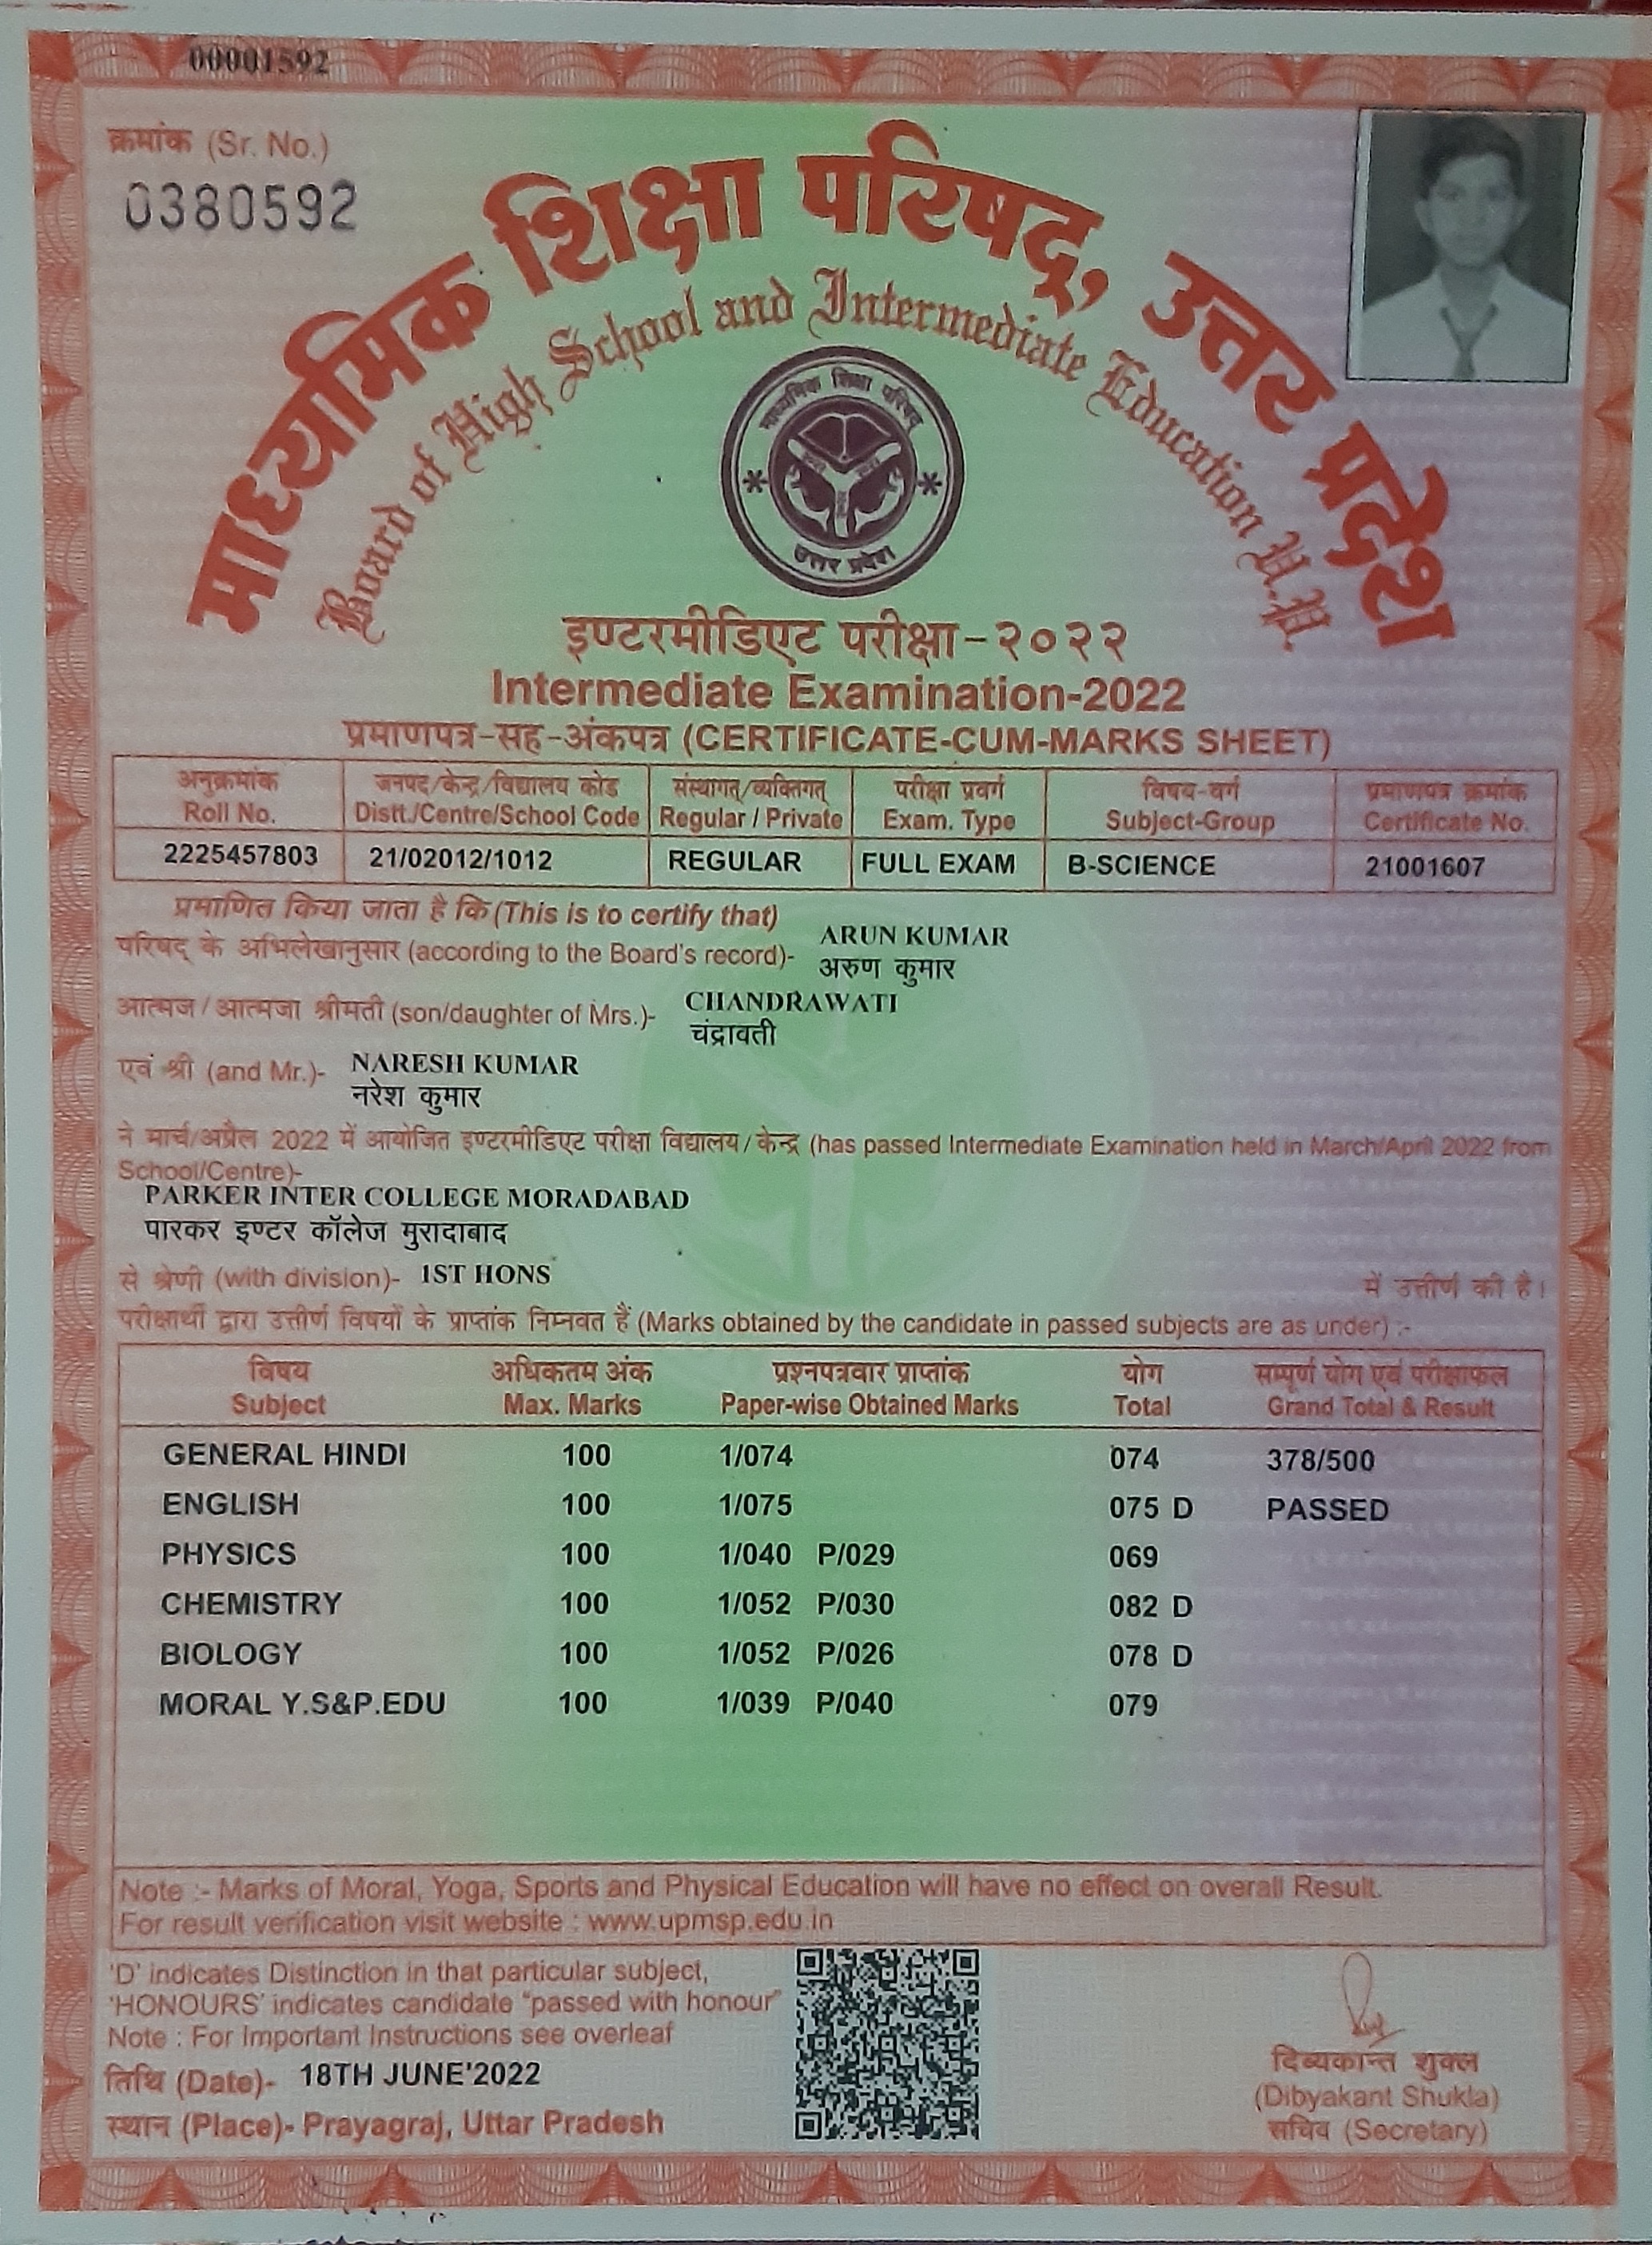 00001592
क्रमांक (Sr. No.)
0380592
माध्यमिक शिक्षा परिषद्, उत्तर प्रदेश
Board of High School and Intermediate Education U.P.
माध्यमिक शिक्षा परिषद्
उत्तर प्रदेश
इण्टरमीडिएट परीक्षा-२०२२
Intermediate Examination-2022
प्रमाणपत्र-सह-अंकपत्र (CERTIFICATE-CUM-MARKS SHEET)
अनुक्रमांक जनपद/केन्द्र/विद्यालय कोड संस्थागत्/व्यक्तिगत् परीक्षा प्रवर्ग विषय-वर्ग प्रमाणपत्र क्रमांक
Roll No. Distt./Centre/School Code Regular / Private Exam. Type Subject-Group Certificate No.
2225457803 21/02012/1012 REGULAR FULL EXAM B-SCIENCE 21001607
प्रमाणित किया जाता है कि (This is to certify that)
परिषद् के अभिलेखानुसार (according to the Board's record)- ARUN KUMAR
अरुण कुमार
आत्मज / आत्मजा श्रीमती (son/daughter of Mrs.)- CHANDRAWATI
चंद्रावती
एवं श्री (and Mr.)- NARESH KUMAR
नरेश कुमार
ने मार्च/अप्रैल 2022 में आयोजित इण्टरमीडिएट परीक्षा विद्यालय/केन्द्र (has passed Intermediate Examination held in March/April 2022 from
School/Centre)-
PARKER INTER COLLEGE MORADABAD
पारकर इण्टर कॉलेज मुरादाबाद
से श्रेणी (with division)- 1ST HONS में उत्तीर्ण की है।
परीक्षार्थी द्वारा उत्तीर्ण विषयों के प्राप्तांक निम्नवत हैं (Marks obtained by the candidate in passed subjects are as under) :-
विषय अधिकतम अंक प्रश्नपत्रवार प्राप्तांक योग सम्पूर्ण योग एवं परीक्षाफल
Subject Max. Marks Paper-wise Obtained Marks Total Grand Total & Result
GENERAL HINDI 100 1/074 074 378/500
ENGLISH 100 1/075 075 D PASSED
PHYSICS 100 1/040 P/029 069
CHEMISTRY 100 1/052 P/030 082 D
BIOLOGY 100 1/052 P/026 078 D
MORAL Y.S&P.EDU 100 1/039 P/040 079
Note :- Marks of Moral, Yoga, Sports and Physical Education will have no effect on overall Result.
For result verification visit website : www.upmsp.edu.in
'D' indicates Distinction in that particular subject,
'HONOURS' indicates candidate "passed with honour"
Note : For Important Instructions see overleaf
तिथि (Date)- 18TH JUNE'2022
स्थान (Place)- Prayagraj, Uttar Pradesh
दिव्यकान्त शुक्ल
(Dibyakant Shukla)
सचिव (Secretary)